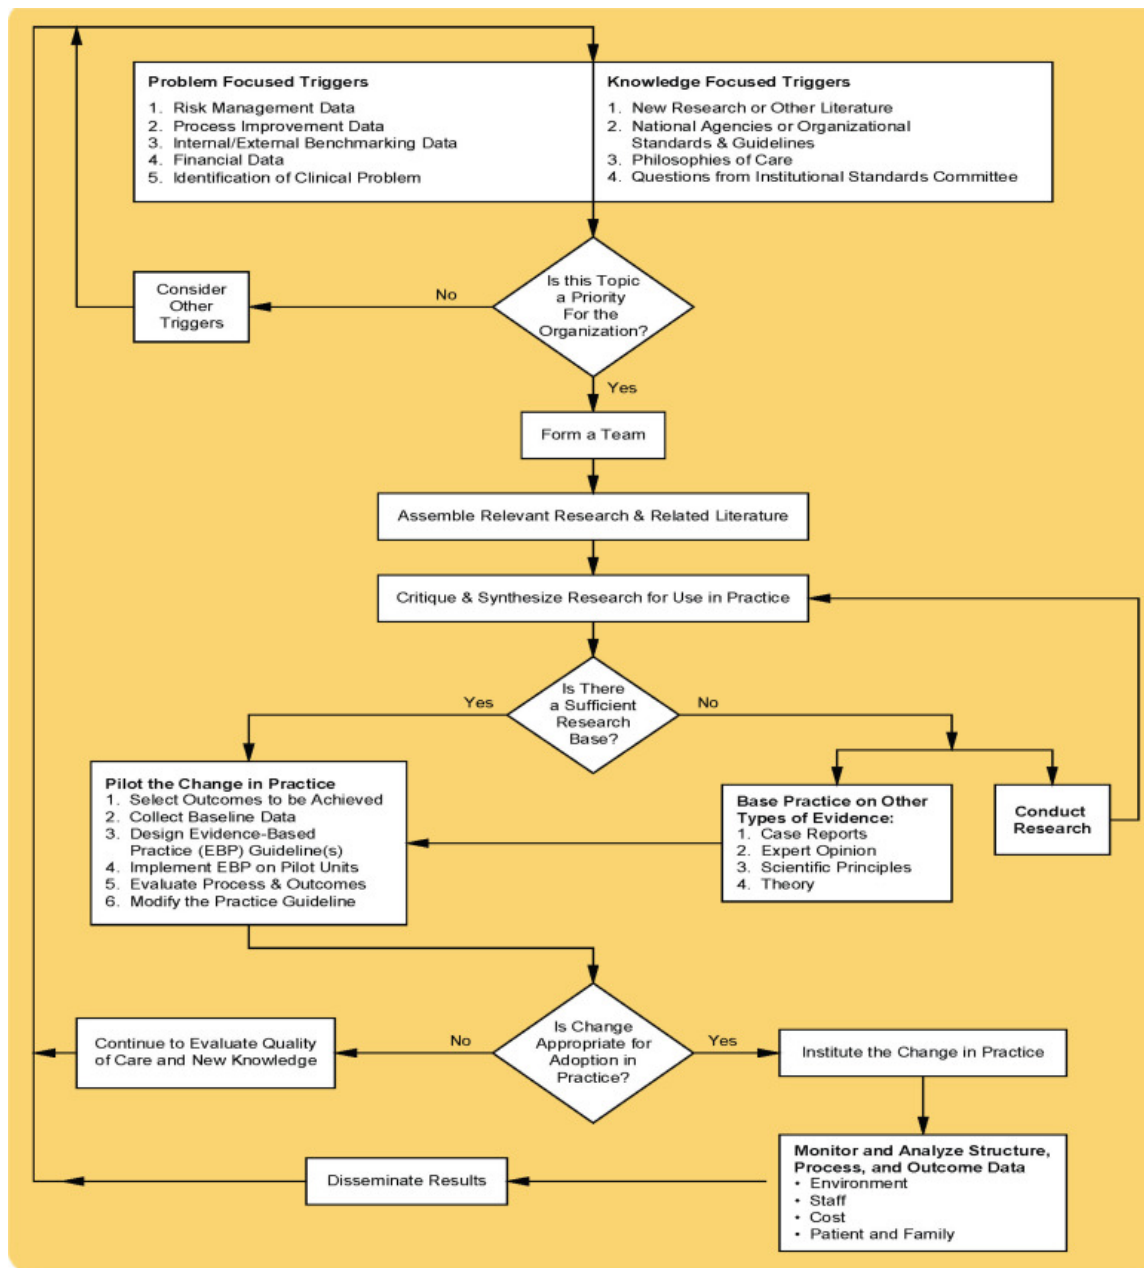 Problem Focused Triggers
1. Risk Management Data
2. Process Improvement Data
3. Internal/External Benchmarking Data
4. Financial Data
5. Identification of Clinical Problem
Knowledge Focused Triggers
1. New Research or Other Literature
2. National Agencies or Organizational
Standards & Guidelines
3. Philosophies of Care
4. Questions from Institutional Standards Committee
Is this Topic
a Priority
For the
Organization?
No
Consider
Other
Triggers
Yes
Form a Team
Assemble Relevant Research & Related Literature
Critique & Synthesize Research for Use in Practice
Is There
a Sufficient
Research
Base?
Yes
No
Pilot the Change in Practice
1. Select Outcomes to be Achieved
2. Collect Baseline Data
3. Design Evidence-Based
Practice (EBP) Guideline(s)
4. Implement EBP on Pilot Units
5. Evaluate Process & Outcomes
6. Modify the Practice Guideline
Base Practice on Other
Types of Evidence:
1. Case Reports
2. Expert Opinion
3. Scientific Principles
4. Theory
Conduct
Research
Is Change
Appropriate for
Adoption in
Practice?
No
Continue to Evaluate Quality
of Care and New Knowledge
Yes
Institute the Change in Practice
Monitor and Analyze Structure,
Process, and Outcome Data
• Environment
• Staff
• Cost
• Patient and Family
Disseminate Results